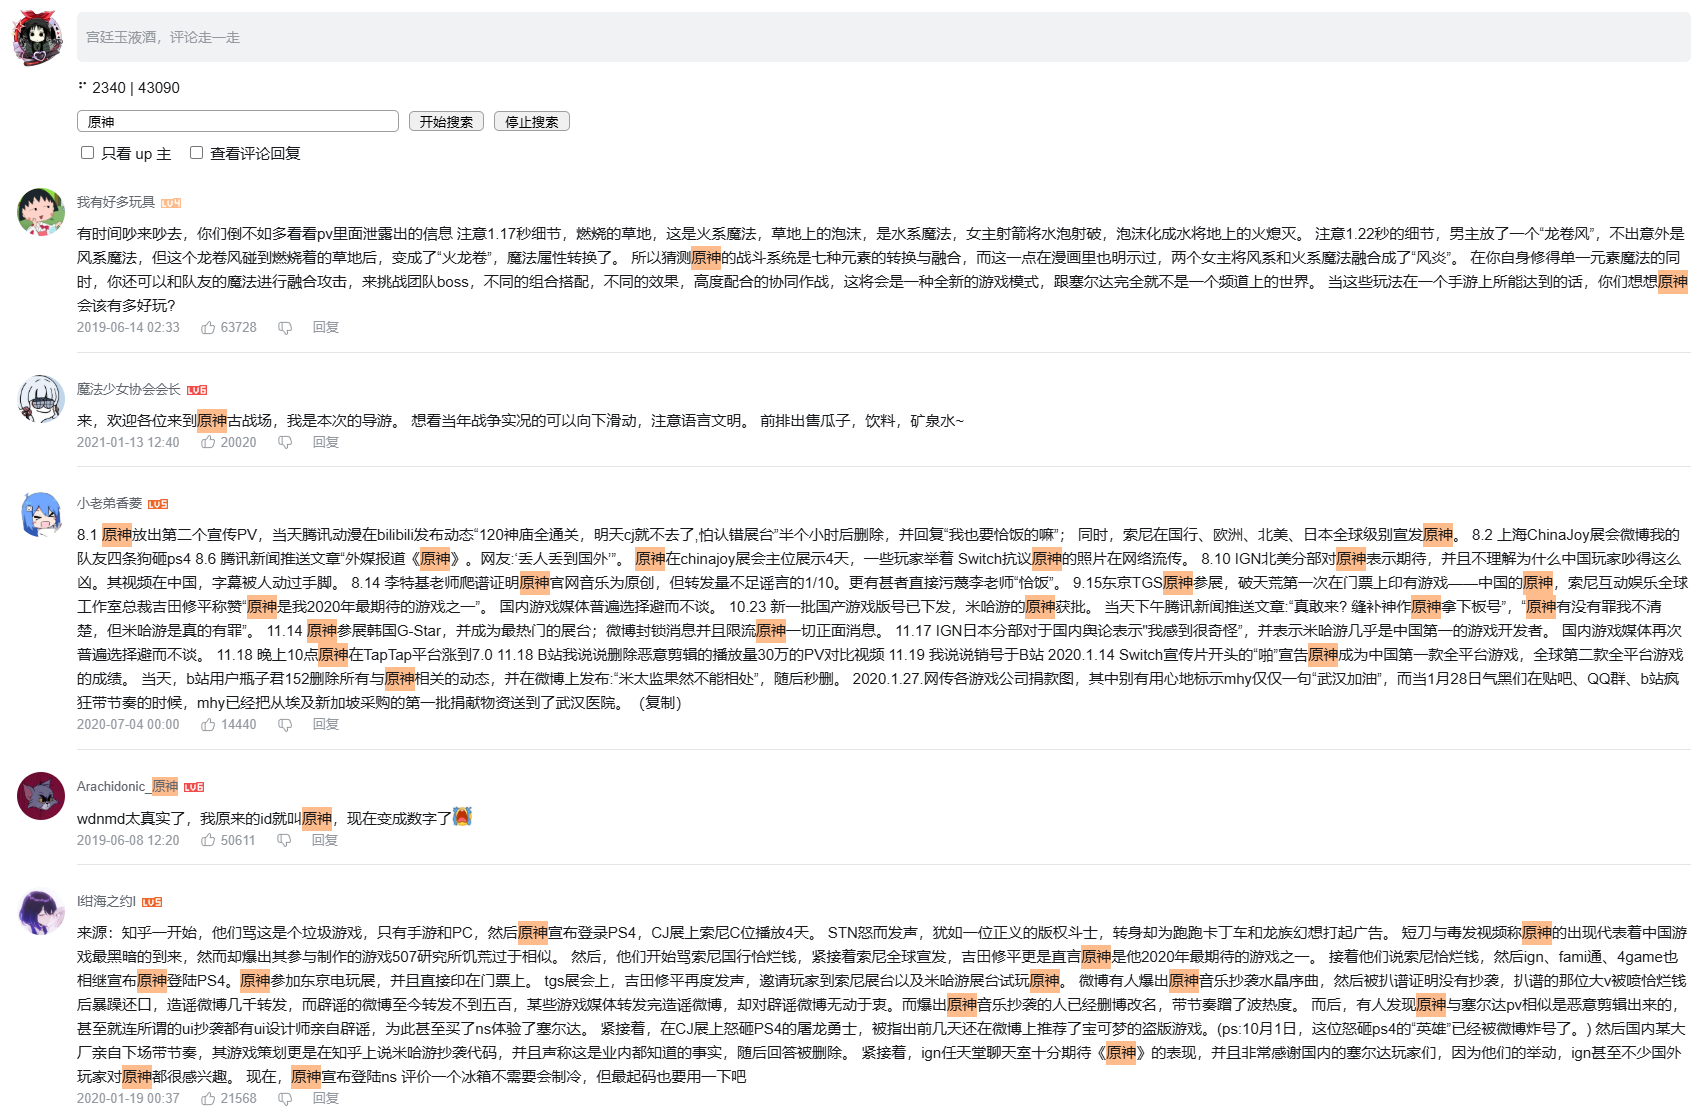 宫廷玉液酒，评论走一走
2340 | 43090
原神 开始搜索 停止搜索
只看 up 主 查看评论回复
我有好多玩具 LV4
有时间吵来吵去，你们倒不如多看看pv里面泄露出的信息 注意1.17秒细节，燃烧的草地，这是火系魔法，草地上的泡沫，是水系魔法，女主射箭将水泡射破，泡沫化成水将地上的火熄灭。 注意1.22秒的细节，男主放了一个“龙卷风”，不出意外是
风系魔法，但这个龙卷风碰到燃烧着的草地后，变成了“火龙卷”，魔法属性转换了。 所以猜测原神的战斗系统是七种元素的转换与融合，而这一点在漫画里也明示过，两个女主将风系和火系魔法融合成了“风炎”。 在你自身修得单一元素魔法的同
时，你还可以和队友的魔法进行融合攻击，来挑战团队boss，不同的组合搭配，不同的效果，高度配合的协同作战，这将会是一种全新的游戏模式，跟塞尔达完全就不是一个频道上的世界。 当这些玩法在一个手游上所能达到的话，你们想想原神
会该有多好玩?
2019-06-14 02:33 63728 回复
魔法少女协会会长 LV6
来，欢迎各位来到原神古战场，我是本次的导游。 想看当年战争实况的可以向下滑动，注意语言文明。 前排出售瓜子，饮料，矿泉水~
2021-01-13 12:40 20020 回复
小老弟香菱 LV5
8.1 原神放出第二个宣传PV，当天腾讯动漫在bilibili发布动态“120神庙全通关，明天cj就不去了,怕认错展台”半个小时后删除，并回复“我也要恰饭的嘛”； 同时，索尼在国行、欧洲、北美、日本全球级别宣发原神。 8.2 上海ChinaJoy展会微博我的
队友四条狗砸ps4 8.6 腾讯新闻推送文章“外媒报道《原神》。网友:‘丢人丢到国外’”。 原神在chinajoy展会主位展示4天，一些玩家举着 Switch抗议原神的照片在网络流传。 8.10 IGN北美分部对原神表示期待，并且不理解为什么中国玩家吵得这么
凶。其视频在中国，字幕被人动过手脚。 8.14 李特基老师爬谱证明原神官网音乐为原创，但转发量不足谣言的1/10。更有甚者直接污蔑李老师“恰饭”。 9.15东京TGS原神参展，破天荒第一次在门票上印有游戏——中国的原神，索尼互动娱乐全球
工作室总裁吉田修平称赞“原神是我2020年最期待的游戏之一”。 国内游戏媒体普遍选择避而不谈。 10.23 新一批国产游戏版号已下发，米哈游的原神获批。 当天下午腾讯新闻推送文章:“真敢来? 缝补神作原神拿下板号”，“原神有没有罪我不清
楚，但米哈游是真的有罪”。 11.14 原神参展韩国G-Star，并成为最热门的展台；微博封锁消息并且限流原神一切正面消息。 11.17 IGN日本分部对于国内舆论表示"我感到很奇怪”，并表示米哈游几乎是中国第一的游戏开发者。 国内游戏媒体再次
普遍选择避而不谈。 11.18 晚上10点原神在TapTap平台涨到7.0 11.18 B站我说说删除恶意剪辑的播放量30万的PV对比视频 11.19 我说说销号于B站 2020.1.14 Switch宣传片开头的“啪”宣告原神成为中国第一款全平台游戏，全球第二款全平台游戏
的成绩。 当天，b站用户瓶子君152删除所有与原神相关的动态，并在微博上发布:“米太监果然不能相处”，随后秒删。 2020.1.27.网传各游戏公司捐款图，其中别有用心地标示mhy仅仅一句“武汉加油”，而当1月28日气黑们在贴吧、QQ群、b站疯
狂带节奏的时候，mhy已经把从埃及新加坡采购的第一批捐献物资送到了武汉医院。（复制）
2020-07-04 00:00 14440 回复
Arachidonic_原神 LV6
wdnmd太真实了，我原来的id就叫原神，现在变成数字了
2019-06-08 12:20 50611 回复
I绀海之约I LV5
来源：知乎一开始，他们骂这是个垃圾游戏，只有手游和PC，然后原神宣布登录PS4，CJ展上索尼C位播放4天。 STN怒而发声，犹如一位正义的版权斗士，转身却为跑跑卡丁车和龙族幻想打起广告。 短刀与毒发视频称原神的出现代表着中国游
戏最黑暗的到来，然而却爆出其参与制作的游戏507研究所饥荒过于相似。 然后，他们开始骂索尼国行恰烂钱，紧接着索尼全球宣发，吉田修平更是直言原神是他2020年最期待的游戏之一。 接着他们说索尼恰烂钱，然后ign、fami通、4game也
相继宣布原神登陆PS4。原神参加东京电玩展，并且直接印在门票上。 tgs展会上，吉田修平再度发声，邀请玩家到索尼展台以及米哈游展台试玩原神。 微博有人爆出原神音乐抄袭水晶序曲，然后被扒谱证明没有抄袭，扒谱的那位大v被喷恰烂钱
后暴躁还口，造谣微博几千转发，而辟谣的微博至今转发不到五百，某些游戏媒体转发完造谣微博，却对辟谣微博无动于衷。而爆出原神音乐抄袭的人已经删博改名，带节奏蹭了波热度。 而后，有人发现原神与塞尔达pv相似是恶意剪辑出来的，
甚至就连所谓的ui抄袭都有ui设计师亲自辟谣，为此甚至买了ns体验了塞尔达。 紧接着，在CJ展上怒砸PS4的屠龙勇士，被指出前几天还在微博上推荐了宝可梦的盗版游戏。(ps:10月1日，这位怒砸ps4的“英雄”已经被微博炸号了。) 然后国内某大
厂亲自下场带节奏，其游戏策划更是在知乎上说米哈游抄袭代码，并且声称这是业内都知道的事实，随后回答被删除。 紧接着，ign任天堂聊天室十分期待《原神》的表现，并且非常感谢国内的塞尔达玩家们，因为他们的举动，ign甚至不少国外
玩家对原神都很感兴趣。 现在，原神宣布登陆ns 评价一个冰箱不需要会制冷，但最起码也要用一下吧
2020-01-19 00:37 21568 回复